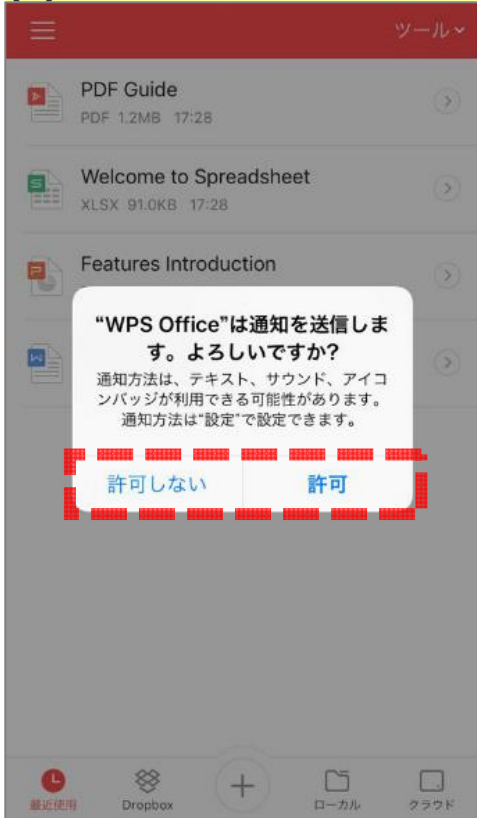 ツール
PDF Guide
PDF 1.2MB 17:28
Welcome to Spreadsheet
XLSX 91.0KB 17:28
Features Introduction
“WPS Office”は通知を送信しま
す。よろしいですか?
通知方法は、テキスト、サウンド、アイコ
ンバッジが利用できる可能性があります。
通知方法は“設定”で設定できます。
許可しない 許可
最近使用 Dropbox ローカル クラウド